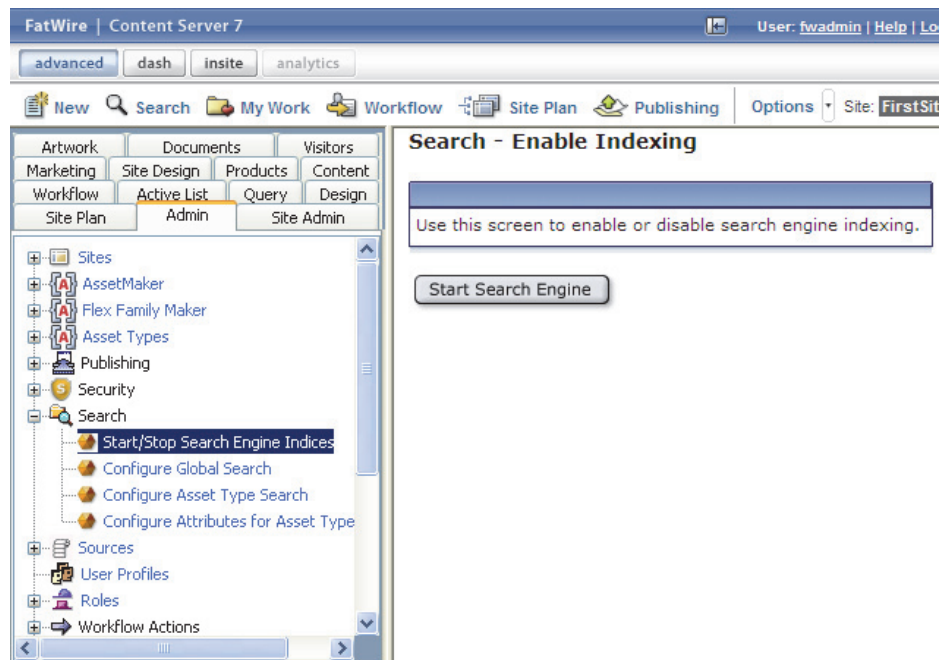 FatWire | Content Server 7
User: fwadmin | Help |
advanced dash insite analytics
New Search My Work Workflow Site Plan Publishing Options Site:
Artwork Documents Visitors
Marketing Site Design Products Content
Workflow Active List Query Design
Site Plan Admin Site Admin
Sites
AssetMaker
Flex Family Maker
Asset Types
Publishing
Security
Search
Start/Stop Search Engine Indices
Configure Global Search
Configure Asset Type Search
Configure Attributes for Asset Type
Sources
User Profiles
Roles
Workflow Actions
Search - Enable Indexing
Use this screen to enable or disable search engine indexing.
Start Search Engine